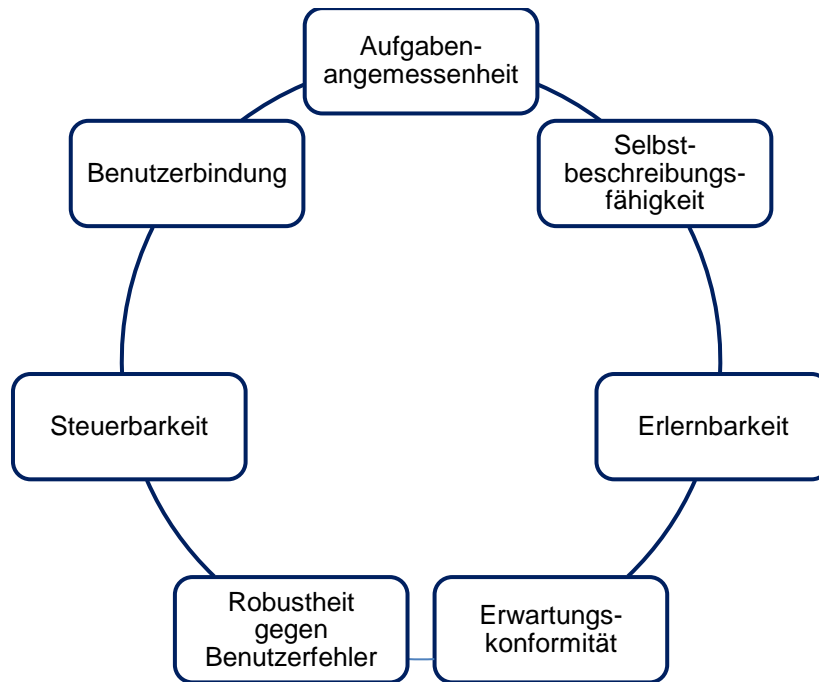 Aufgaben-
angemessenheit
Selbst-
beschreibungs-
fähigkeit
Erlernbarkeit
Erwartungs-
konformität
Robustheit
gegen
Benutzerfehler
Steuerbarkeit
Benutzerbindung